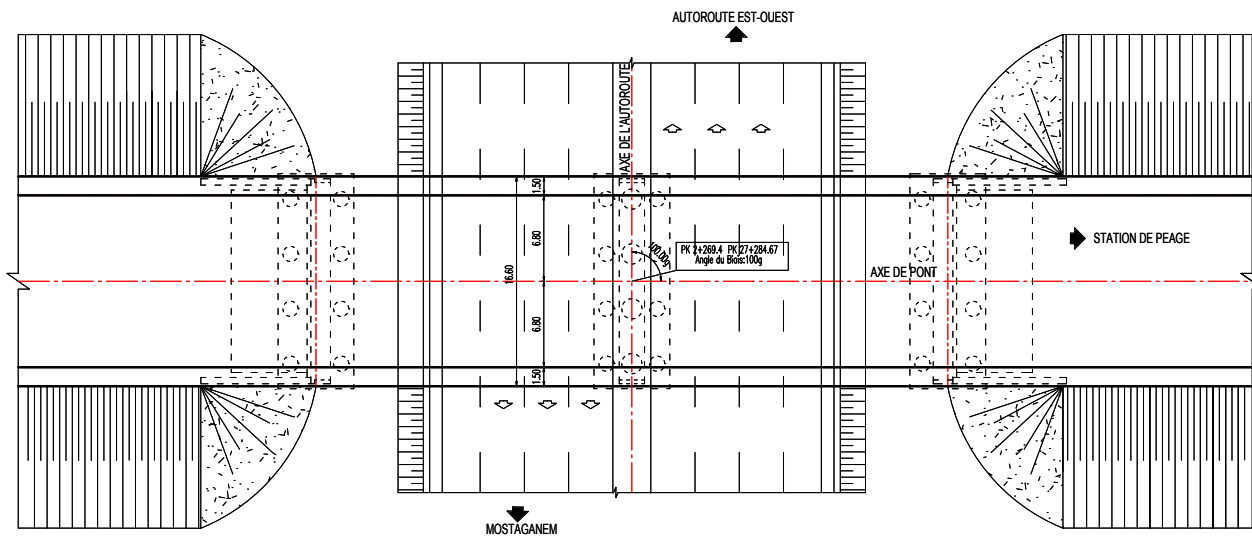 AUTOROUTE EST-OUEST
AXE DE L'AUTOROUTE
1.50
6.80
16.60
100.00g
PK 2+269.4 PK 27+284.67
Angle du Biois:100g
STATION DE PEAGE
AXE DE PONT
6.80
1.50
MOSTAGANEM